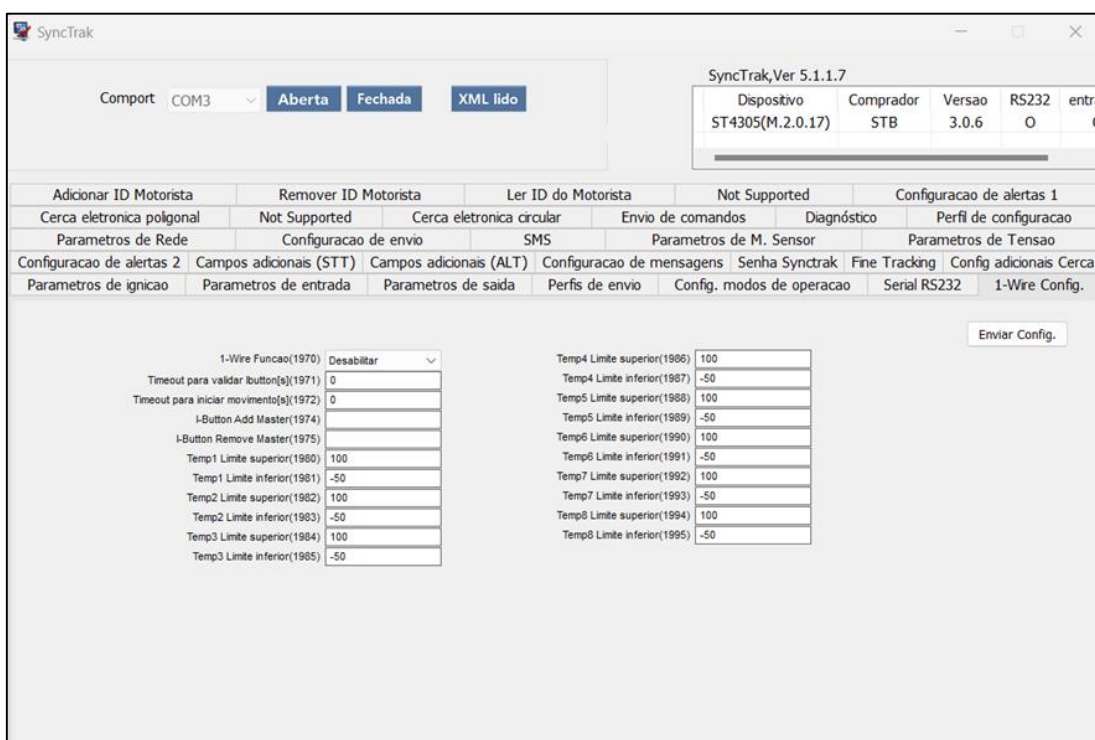 SyncTrak
SyncTrak,Ver 5.1.1.7
Comport COM3 Aberta Fechada XML lido
Dispositivo Comprador Versao RS232 entr
ST4305(M.2.0.17) STB 3.0.6 O
Adicionar ID Motorista Remover ID Motorista Ler ID do Motorista Not Supported Configuracao de alertas 1
Cerca eletronica poligonal Not Supported Cerca eletronica circular Envio de comandos Diagnóstico Perfil de configuracao
Parametros de Rede Configuracao de envio SMS Parametros de M. Sensor Parametros de Tensao
Configuracao de alertas 2 Campos adicionais (STT) Campos adicionais (ALT) Configuracao de mensagens Senha Synctrak Fine Tracking Config adicionais Cerca
Parametros de ignicao Parametros de entrada Parametros de saida Perfis de envio Config. modos de operacao Serial RS232 1-Wire Config.
Enviar Config.
1-Wire Funcao(1970) Desabilitar
Timeout para validar Ibutton[s](1971) 0
Timeout para iniciar movimento[s](1972) 0
I-Button Add Master(1974)
I-Button Remove Master(1975)
Temp1 Limite superior(1980) 100
Temp1 Limite inferior(1981) -50
Temp2 Limite superior(1982) 100
Temp2 Limite inferior(1983) -50
Temp3 Limite superior(1984) 100
Temp3 Limite inferior(1985) -50
Temp4 Limite superior(1986) 100
Temp4 Limite inferior(1987) -50
Temp5 Limite superior(1988) 100
Temp5 Limite inferior(1989) -50
Temp6 Limite superior(1990) 100
Temp6 Limite inferior(1991) -50
Temp7 Limite superior(1992) 100
Temp7 Limite inferior(1993) -50
Temp8 Limite superior(1994) 100
Temp8 Limite inferior(1995) -50